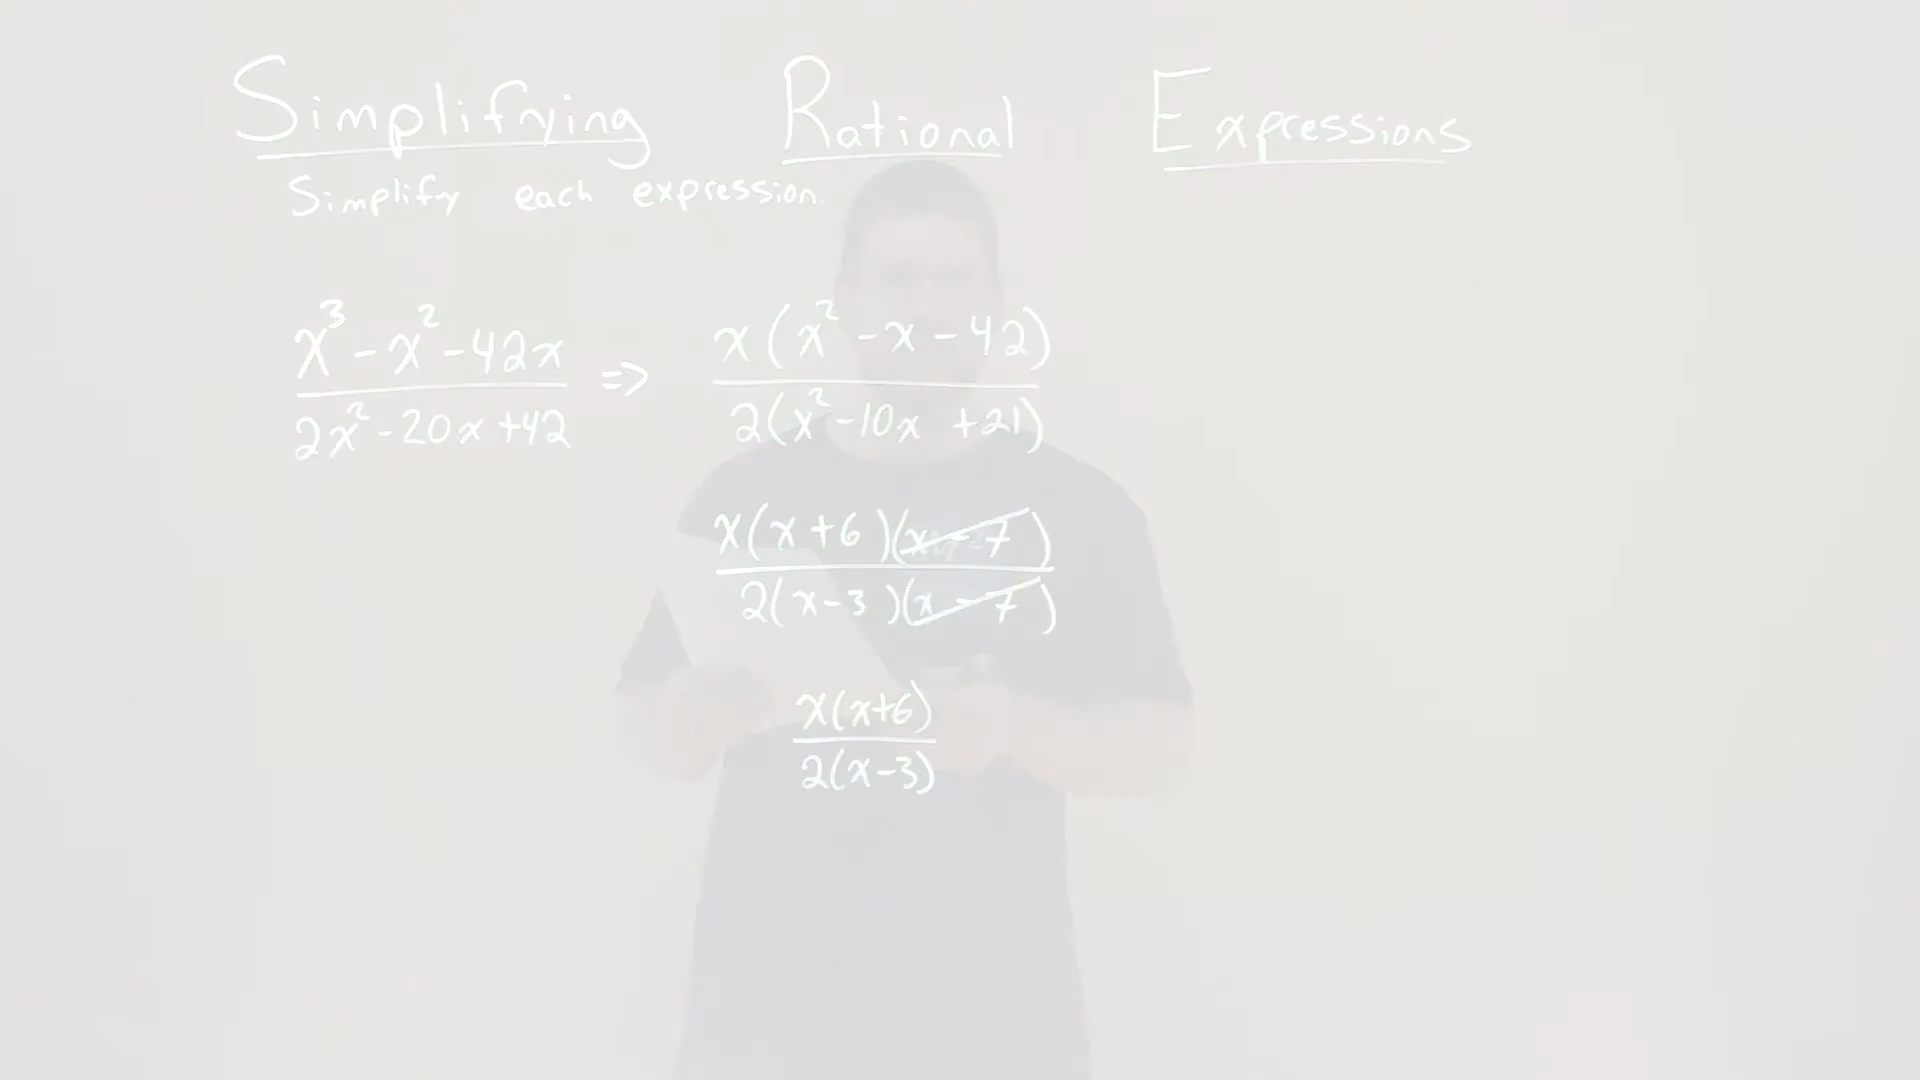 Simplifying Rational Expressions
Simplify each expression.
x³ - x² - 42x / 2x² - 20x + 42 => x(x² - x - 42) / 2(x² - 10x + 21)
x(x+6)(x-7) / 2(x-3)(x-7)
x(x+6) / 2(x-3)